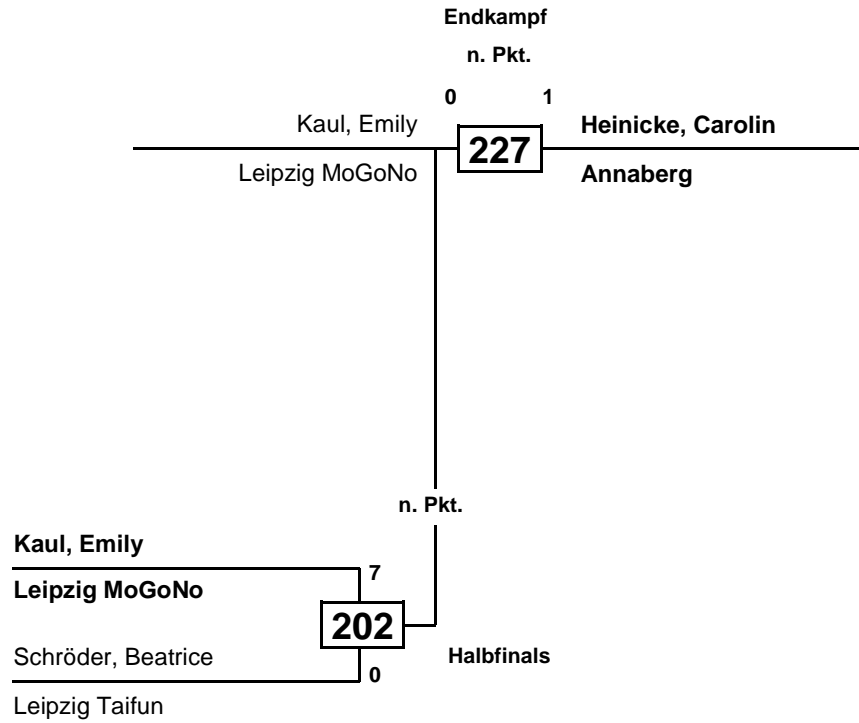 Endkampf
n. Pkt.
0 1
Kaul, Emily
Leipzig MoGoNo
227
Heinicke, Carolin
Annaberg
n. Pkt.
Kaul, Emily
Leipzig MoGoNo
7
202
Schröder, Beatrice
Leipzig Taifun
0
Halbfinals